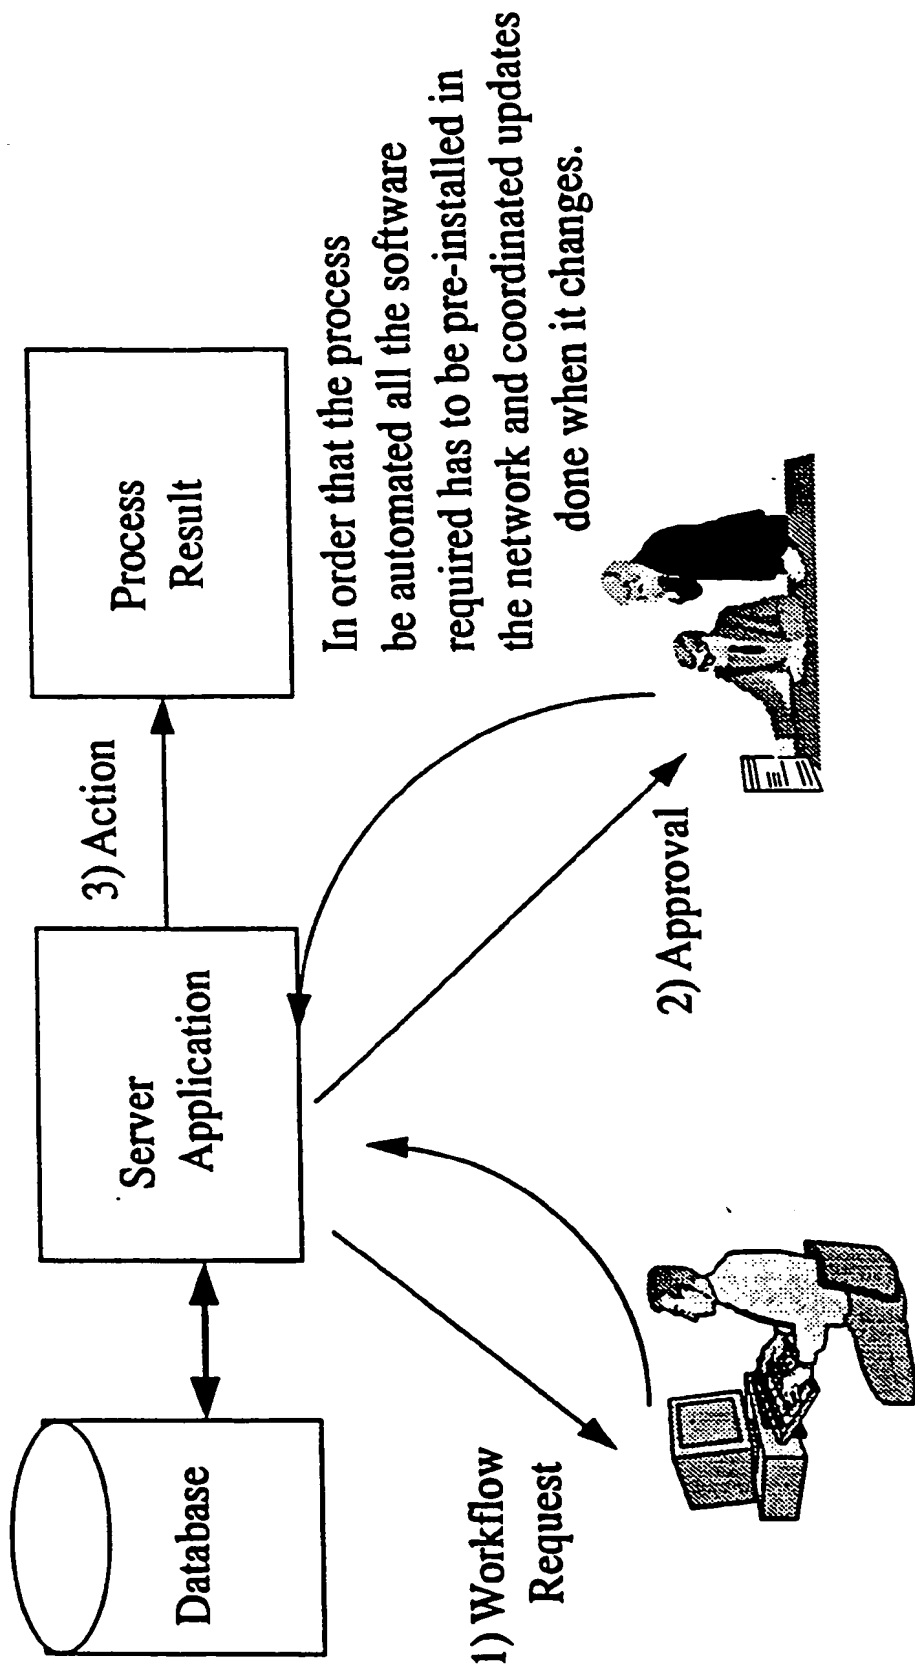 Database
Server
Application
3) Action
Process
Result
In order that the process
be automated all the software
required has to be pre-installed in
the network and coordinated updates
done when it changes.
1) Workflow
Request
2) Approval